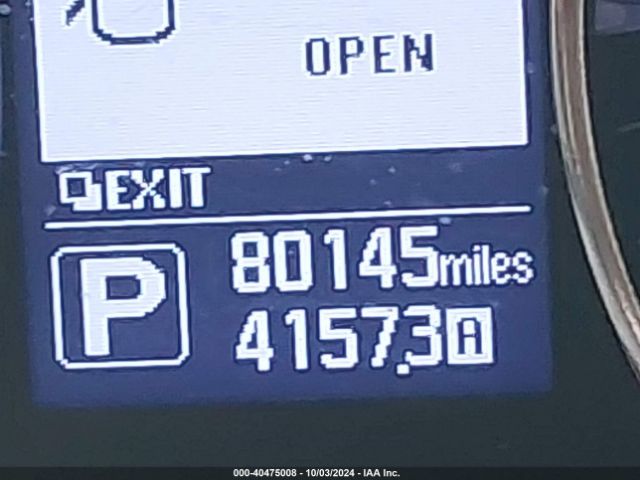 OPEN
EXIT
P
80145miles
4157.3A
000-40475008 - 10/03/2024 - IAA Inc.